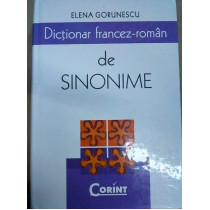 ELENA GORUNESCU
Dicționar francez-român
de
SINONIME
CORINT